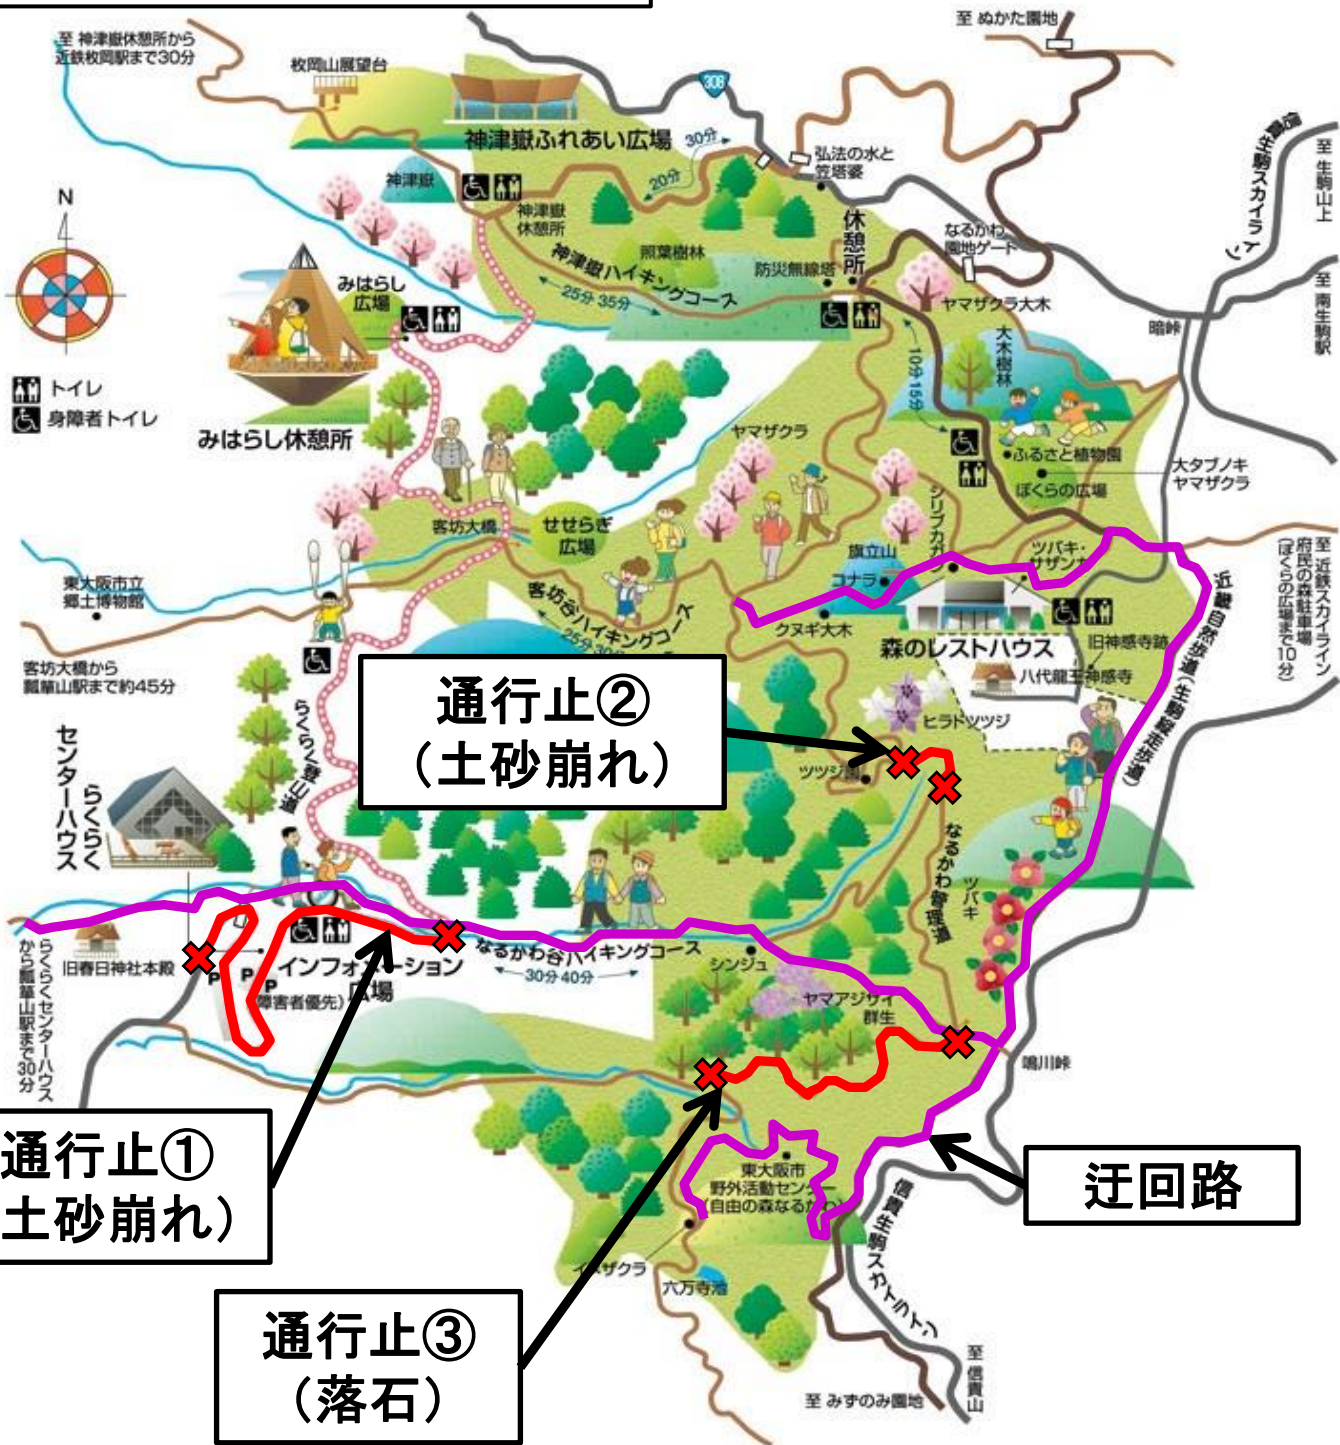 至 ぬかた園地
至 神津嶽休憩所から
近鉄枚岡駅まで30分
枚岡山展望台
308
神津嶽ふれあい広場
30分
20分
弘法の水と
笠塔婆
信貴生駒スカイライン
至 生駒山上
神津嶽
神津嶽
休憩所
休憩所
なるかわ
園地ゲート
N
照葉樹林
防災無線塔
神津嶽ハイキングコース
25分 35分
みはらし
広場
ヤマザクラ大木
至 南生駒駅
暗峠
大木樹林
10分 15分
トイレ
身障者トイレ
みはらし休憩所
ヤマザクラ
ふるさと植物園
ぼくらの広場
大タブノキ
ヤマザクラ
シリブカガシ
客坊大橋
せせらぎ
広場
旗立山
コナラ
ツバキ・
サザンカ
至 近鉄スカイライン
府民の森駐車場
(ぼくらの広場まで10分)
東大阪市立
郷土博物館
客坊谷ハイキングコース
25分 30分
クヌギ大木
森のレストハウス
旧神感寺跡
八代龍王神感寺
近畿自然歩道(生駒縦走歩道)
客坊大橋から
瓢箪山駅まで約45分
通行止②
(土砂崩れ)
ヒラドツツジ
ツツジ園
らくらく登山道
らくらく
センターハウス
なるかわ管理道
ツバキ
旧春日神社本殿
らくらくセンターハウス
から瓢箪山駅まで30分
P
P
P
インフォメーション
広場
(障害者優先)
なるかわ谷ハイキングコース
30分 40分
シンジュ
ヤマアジサイ
群生
鳴川峠
通行止①
土砂崩れ)
東大阪市
野外活動センター
(自由の森なるかわ)
迂回路
信貴生駒スカイライン
イヌザクラ
六万寺池
通行止③
(落石)
至 信貴山
至 みずのみ園地